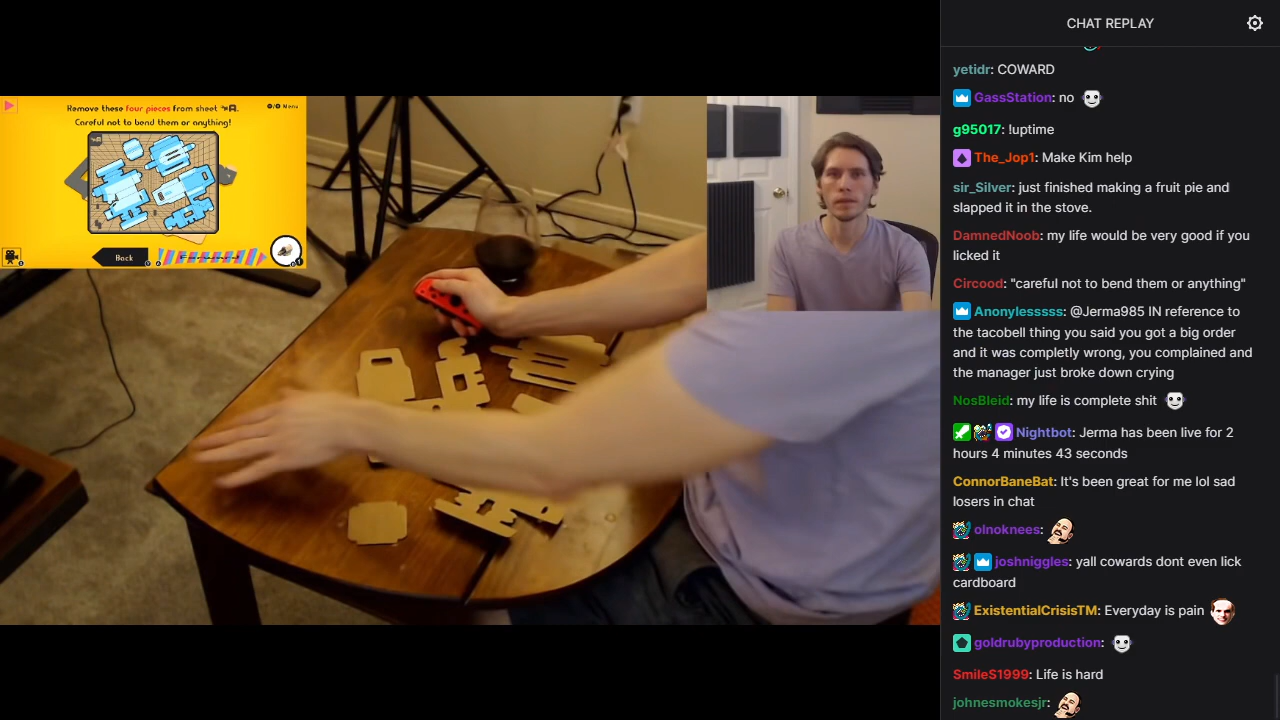 Remove these four pieces from sheet
Careful not to bend them or anything!
Menu
Back
CHAT REPLAY
yetidr: COWARD
GassStation: no
g95017: !uptime
The_Jop1: Make Kim help
sir_Silver: just finished making a fruit pie and
slapped it in the stove.
DamnedNoob: my life would be very good if you
licked it
Circood: "careful not to bend them or anything"
Anonylesssss: @Jerma985 IN reference to
the tacobell thing you said you got a big order
and it was completly wrong, you complained and
the manager just broke down crying
NosBleid: my life is complete shit
Nightbot: Jerma has been live for 2
hours 4 minutes 43 seconds
ConnorBaneBat: It's been great for me lol sad
losers in chat
olnoknees:
joshniggles: yall cowards dont even lick
cardboard
ExistentialCrisisTM: Everyday is pain
goldrubyproduction:
SmileS1999: Life is hard
johnesmokesjr: